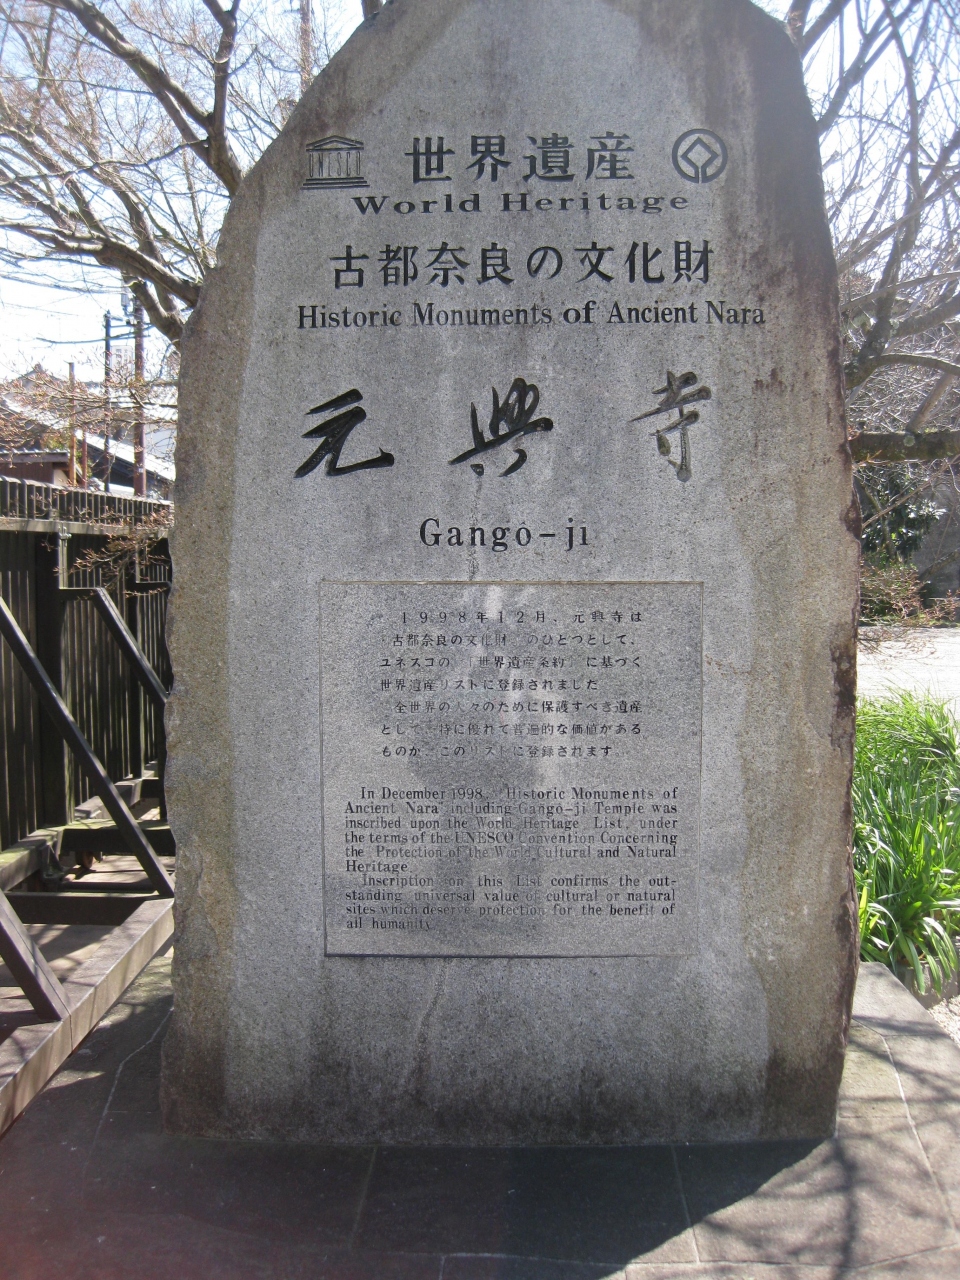 UNESCO
世界遺産
World Heritage
古都奈良の文化財
Historic Monuments of Ancient Nara
元興寺
Gangō-ji
1998年12月、元興寺は
「古都奈良の文化財」のひとつとして、
ユネスコの「世界遺産条約」に基づく
世界遺産リストに登録されました
全世界の人々のために保護すべき遺産
として、特に優れて普遍的な価値がある
ものが、このリストに登録されます。
In December 1998, "Historic Monuments of
Ancient Nara" including Gangō-ji Temple was
inscribed upon the World Heritage List, under
the terms of the UNESCO Convention Concerning
the Protection of the World Cultural and Natural
Heritage.
Inscription on this List confirms the out-
standing universal value of cultural or natural
sites which deserve protection for the benefit of
all humanity.